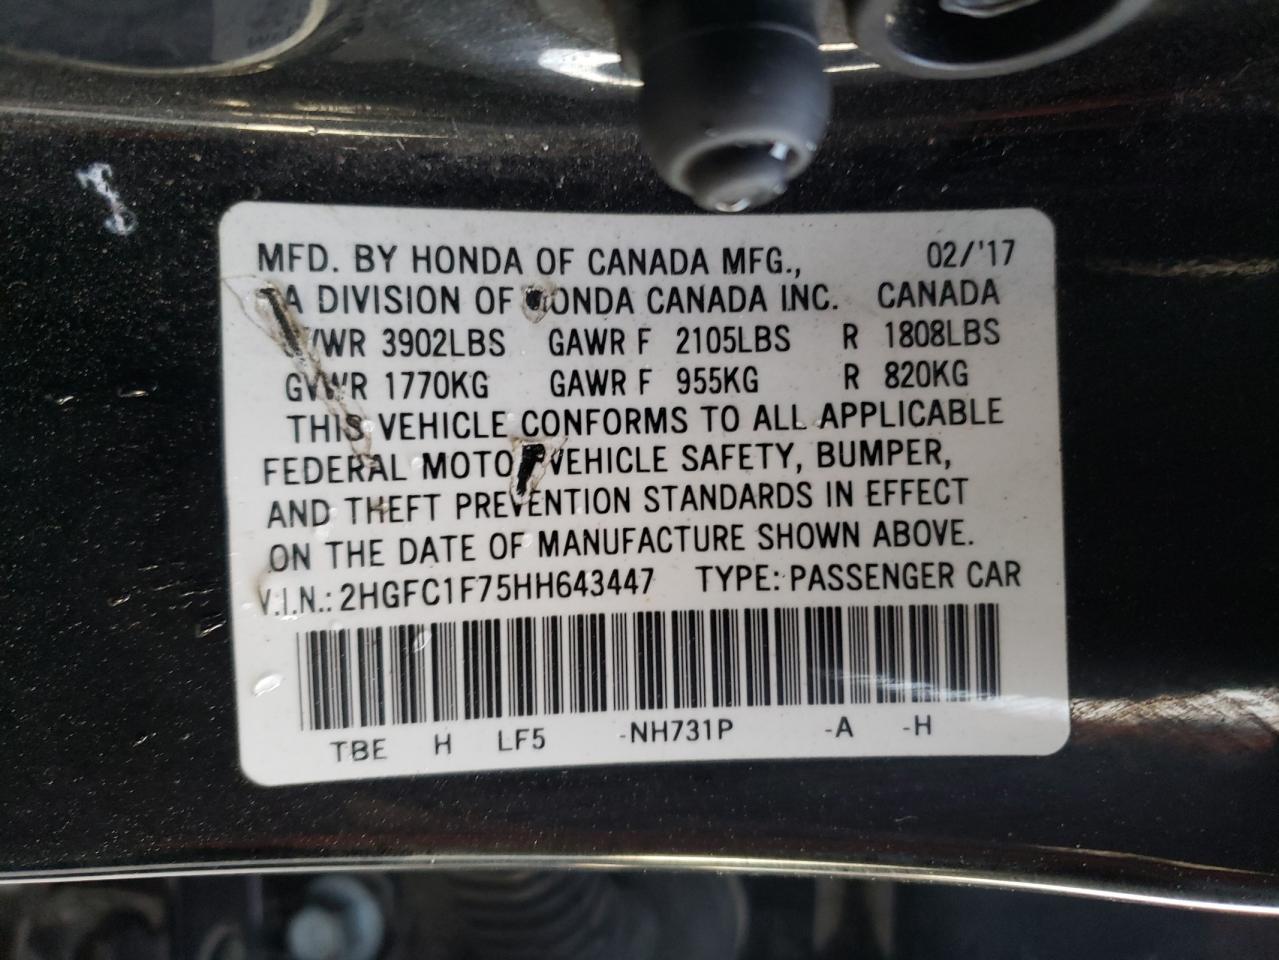 MFD. BY HONDA OF CANADA MFG., 02/'17
A DIVISION OF HONDA CANADA INC. CANADA
GVWR 3902LBS GAWR F 2105LBS R 1808LBS
GVWR 1770KG GAWR F 955KG R 820KG
THIS VEHICLE CONFORMS TO ALL APPLICABLE
FEDERAL MOTOR VEHICLE SAFETY, BUMPER,
AND THEFT PREVENTION STANDARDS IN EFFECT
ON THE DATE OF MANUFACTURE SHOWN ABOVE.
V.I.N.: 2HGFC1F75HH643447 TYPE: PASSENGER CAR
TBE H LF5 -NH731P -A -H